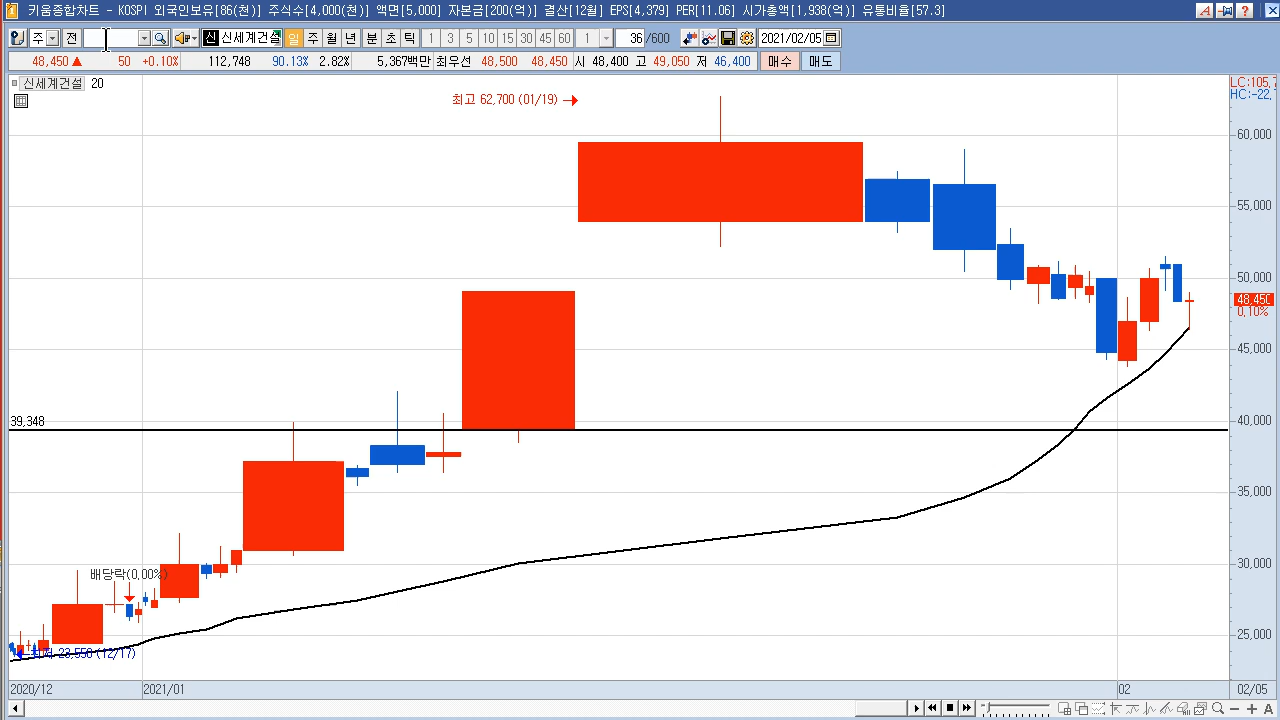 키움종합차트 - KOSPI 외국인보유[86(천)] 주식수[4,000(천)] 액면[5,000] 자본금[200(억)] 결산[12월] EPS[4,379] PER[11.06] 시가총액[1,938(억)] 유통비율[57.3]
주 전 신 신세계건설 일 주 월 년 분 초 틱 1 3 5 10 15 30 45 60 1 36 /600 2021/02/05
48,450 ▲ 50 +0.10% 112,748 90.13% 2.82% 5,367백만 최우선 48,500 48,450 시 48,400 고 49,050 저 46,400 매수 매도
신세계건설 20
LC:105,7
HC:-22,
최고 62,700 (01/19) →
60,000
55,000
50,000
48,450
0.10%
45,000
39,348
40,000
35,000
30,000
배당락(0,00%)
25,000
최저 23,550 (12/17)
2020/12 2021/01 02 02/05